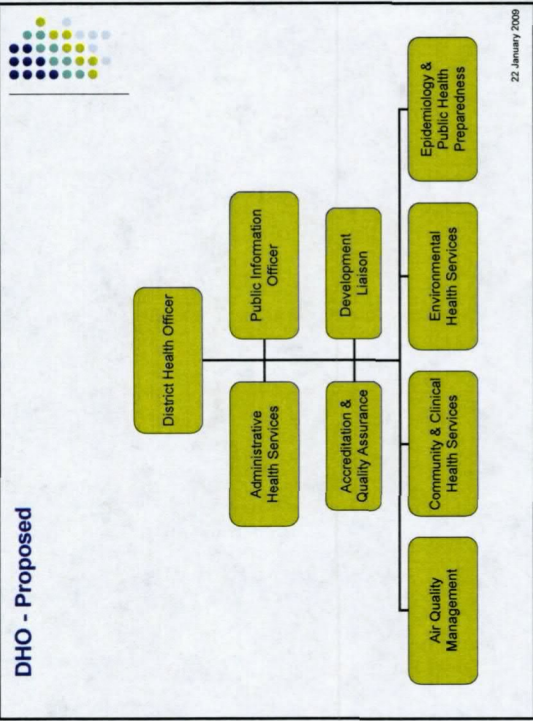 DHO - Proposed
District Health Officer
Administrative
Health Services
Public Information
Officer
Accreditation &
Quality Assurance
Development
Liaison
Air Quality
Management
Community & Clinical
Health Services
Environmental
Health Services
Epidemiology &
Public Health
Preparedness
22 January 2009